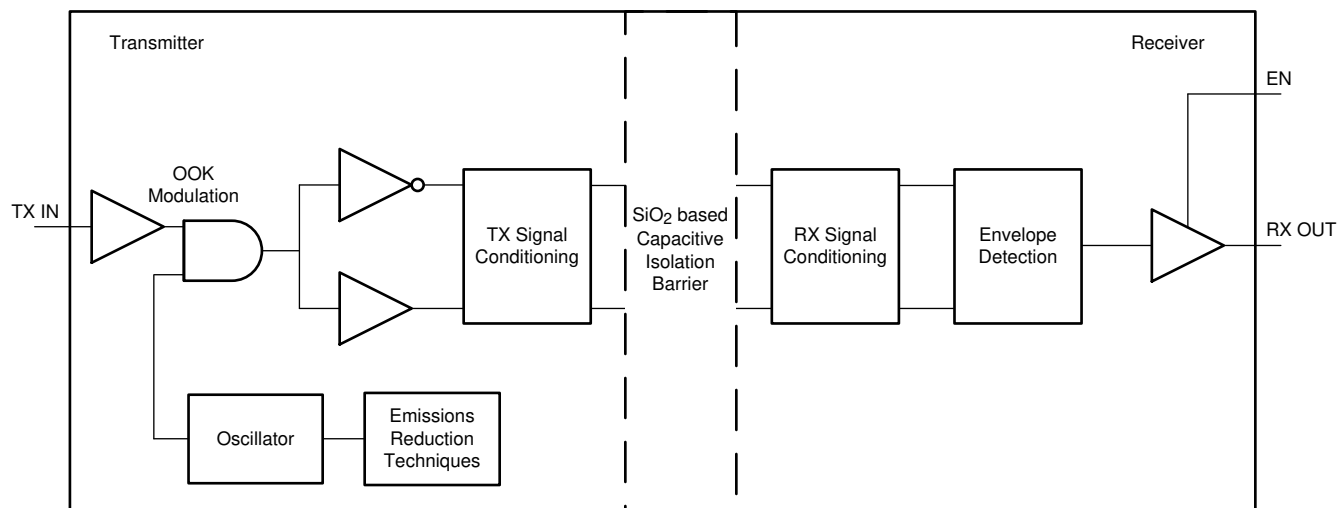 Transmitter
Receiver
EN
OOK
Modulation
TX IN
TX Signal
Conditioning
SiO2 based
Capacitive
Isolation
Barrier
RX Signal
Conditioning
Envelope
Detection
RX OUT
Oscillator
Emissions
Reduction
Techniques